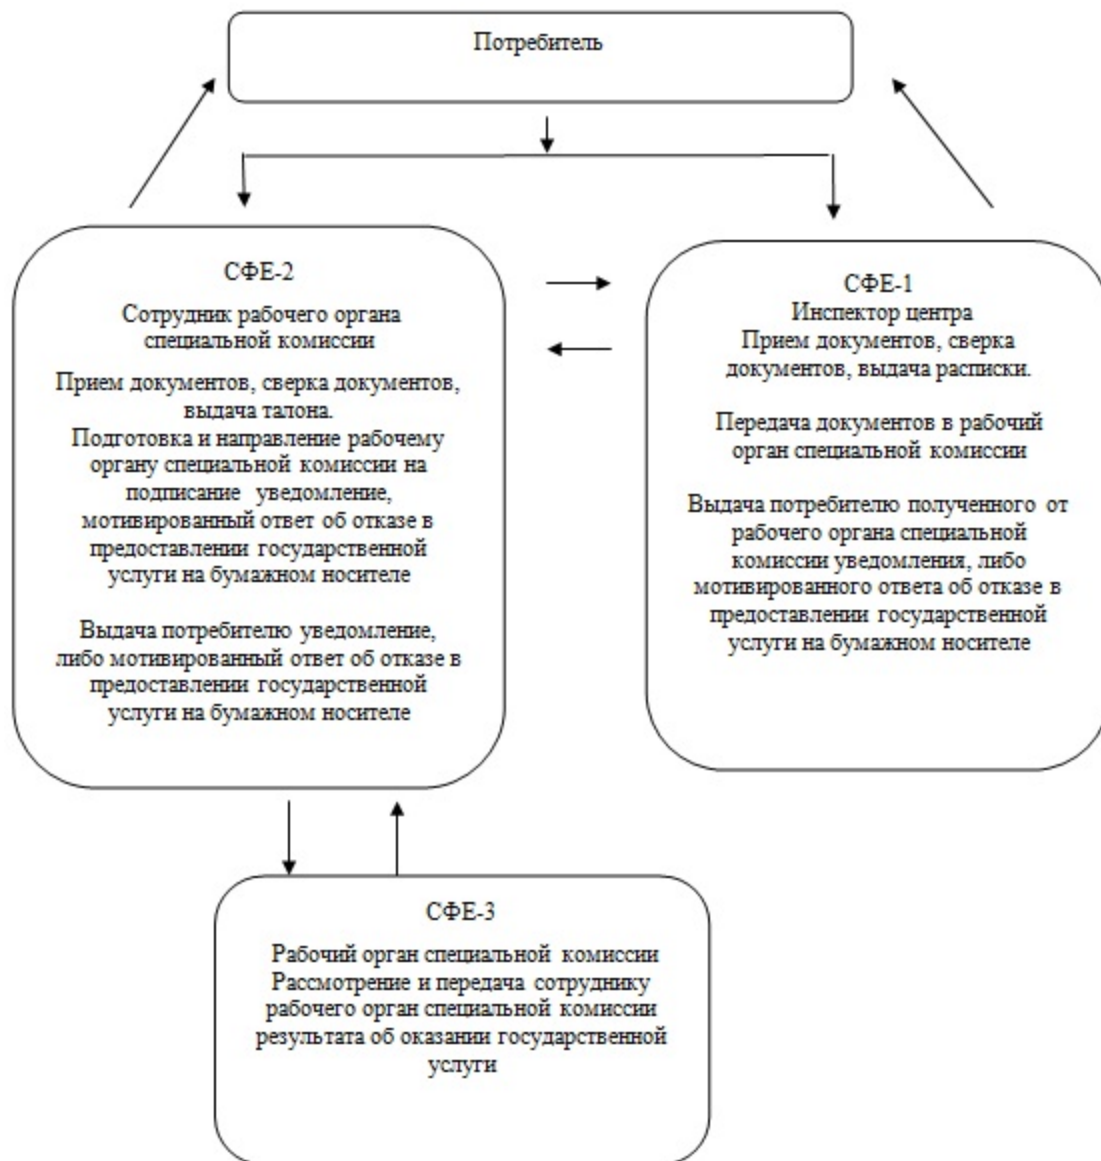 Потребитель
СФЕ-2
Сотрудник рабочего органа
специальной комиссии
Прием документов, сверка документов,
выдача талона.
Подготовка и направление рабочему
органу специальной комиссии на
подписание уведомление,
мотивированный ответ об отказе в
предоставлении государственной
услуги на бумажном носителе
Выдача потребителю уведомление,
либо мотивированный ответ об отказе в
предоставлении государственной
услуги на бумажном носителе
СФЕ-1
Инспектор центра
Прием документов, сверка
документов, выдача расписки.
Передача документов в рабочий
орган специальной комиссии
Выдача потребителю полученного от
рабочего органа специальной
комиссии уведомления, либо
мотивированного ответа об отказе в
предоставлении государственной
услуги на бумажном носителе
СФЕ-3
Рабочий орган специальной комиссии
Рассмотрение и передача сотруднику
рабочего орган специальной комиссии
результата об оказании государственной
услуги